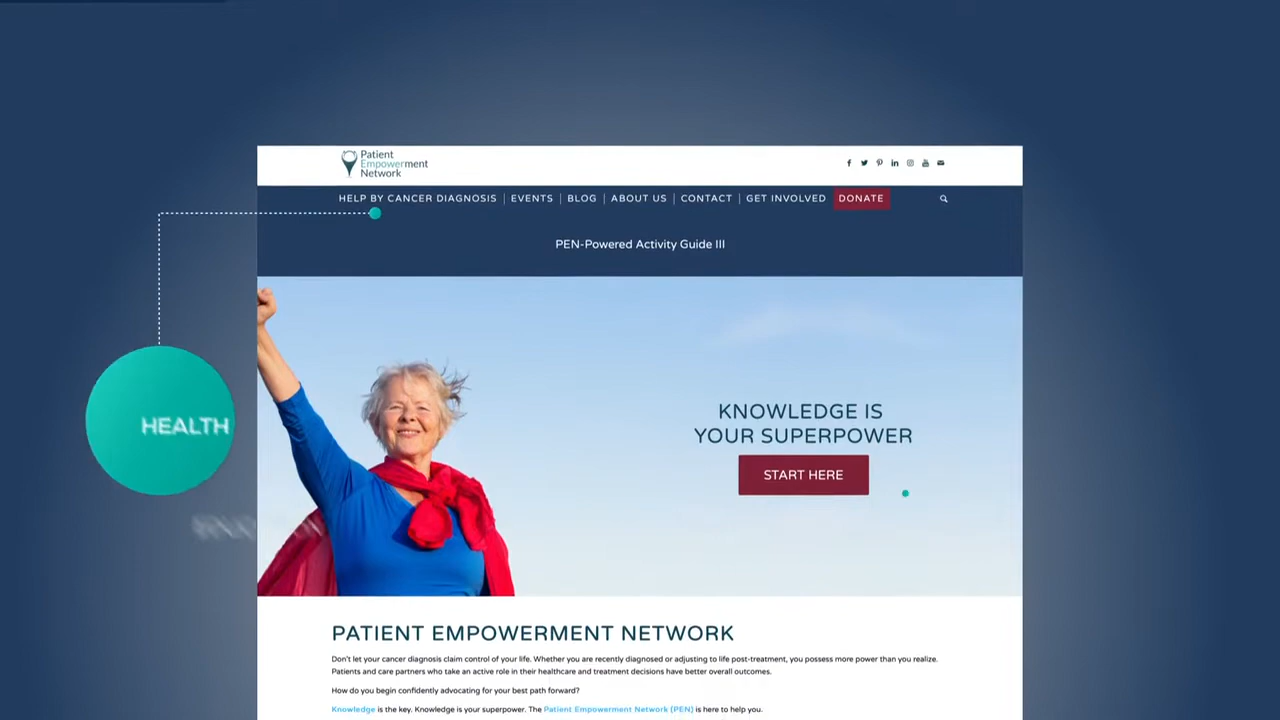 Patient
Empowerment
Network
HELP BY CANCER DIAGNOSIS
EVENTS
BLOG
ABOUT US
CONTACT
GET INVOLVED
DONATE
PEN-Powered Activity Guide III
HEALTH
KNOWLEDGE IS
YOUR SUPERPOWER
START HERE
PATIENT EMPOWERMENT NETWORK
Don't let your cancer diagnosis claim control of your life. Whether you are recently diagnosed or adjusting to life post-treatment, you possess more power than you realize.
Patients and care partners who take an active role in their healthcare and treatment decisions have better overall outcomes.
How do you begin confidently advocating for your best path forward?
Knowledge is the key. Knowledge is your superpower. The Patient Empowerment Network (PEN) is here to help you.